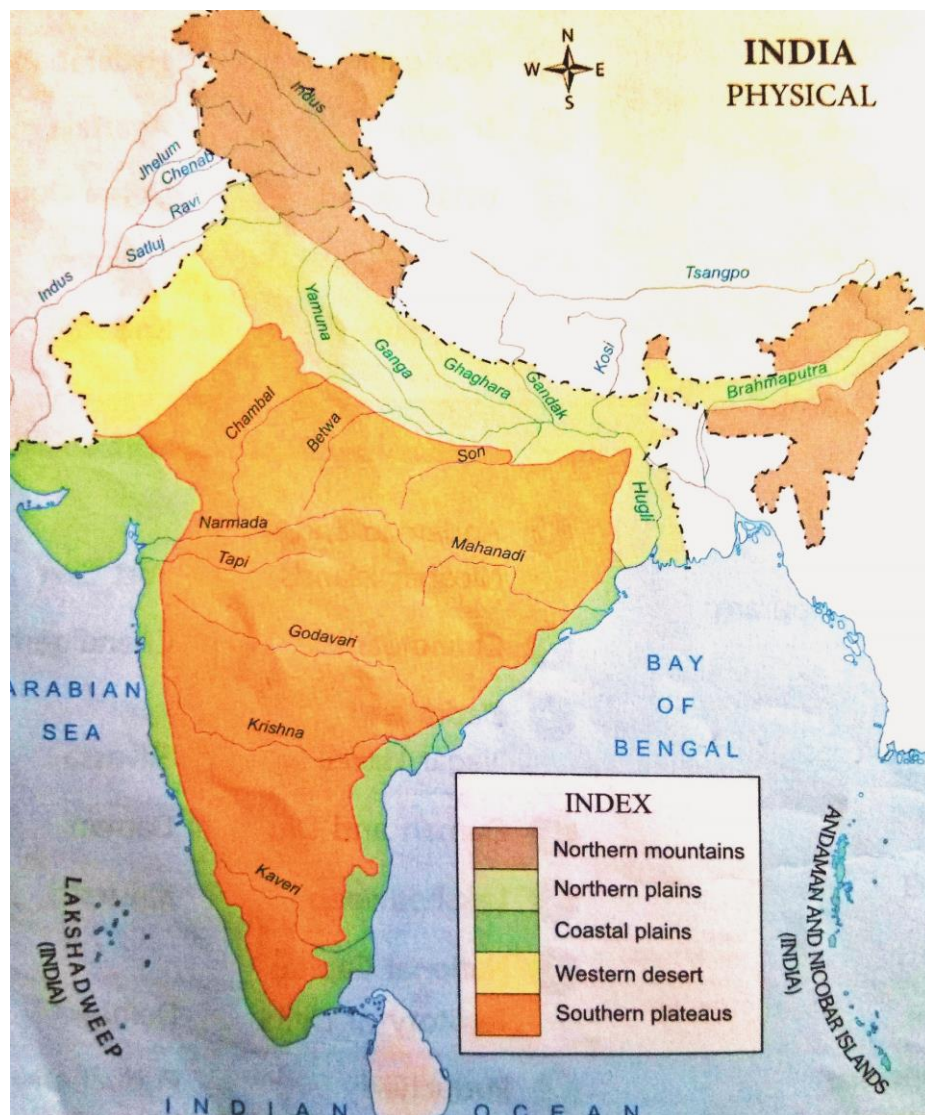 N
W E
S
INDIA
PHYSICAL
Indus
Jhelum
Chenab
Ravi
Satluj
Indus
Tsangpo
Yamuna
Ganga
Ghaghara
Gandak
Kosi
Brahmaputra
Chambal
Betwa
Son
Hugli
Narmada
Tapi
Mahanadi
Godavari
Krishna
Kaveri
ARABIAN
SEA
BAY
OF
BENGAL
LAKSHADWEEP
(INDIA)
ANDAMAN AND NICOBAR ISLANDS
(INDIA)
INDEX
Northern mountains
Northern plains
Coastal plains
Western desert
Southern plateaus
INDIAN OCEAN